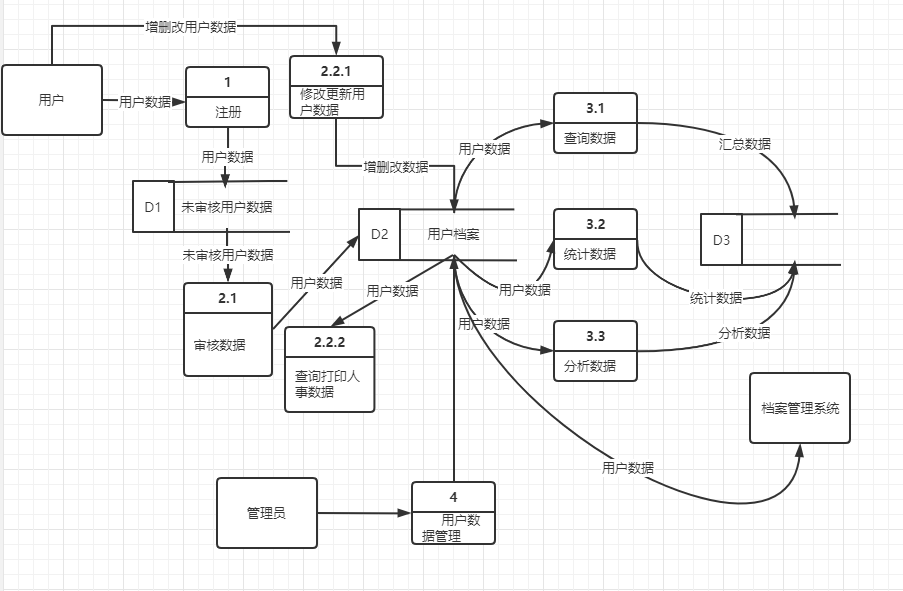 增删改用户数据
用户
用户数据
1
注册
2.2.1
修改更新用
户数据
3.1
查询数据
用户数据
汇总数据
用户数据
增删改数据
D1
未审核用户数据
D2
用户档案
3.2
统计数据
D3
未审核用户数据
2.1
审核数据
用户数据
用户数据
用户数据
统计数据
用户数据
3.3
分析数据
分析数据
2.2.2
查询打印人
事数据
档案管理系统
用户数据
管理员
4
用户数
据管理